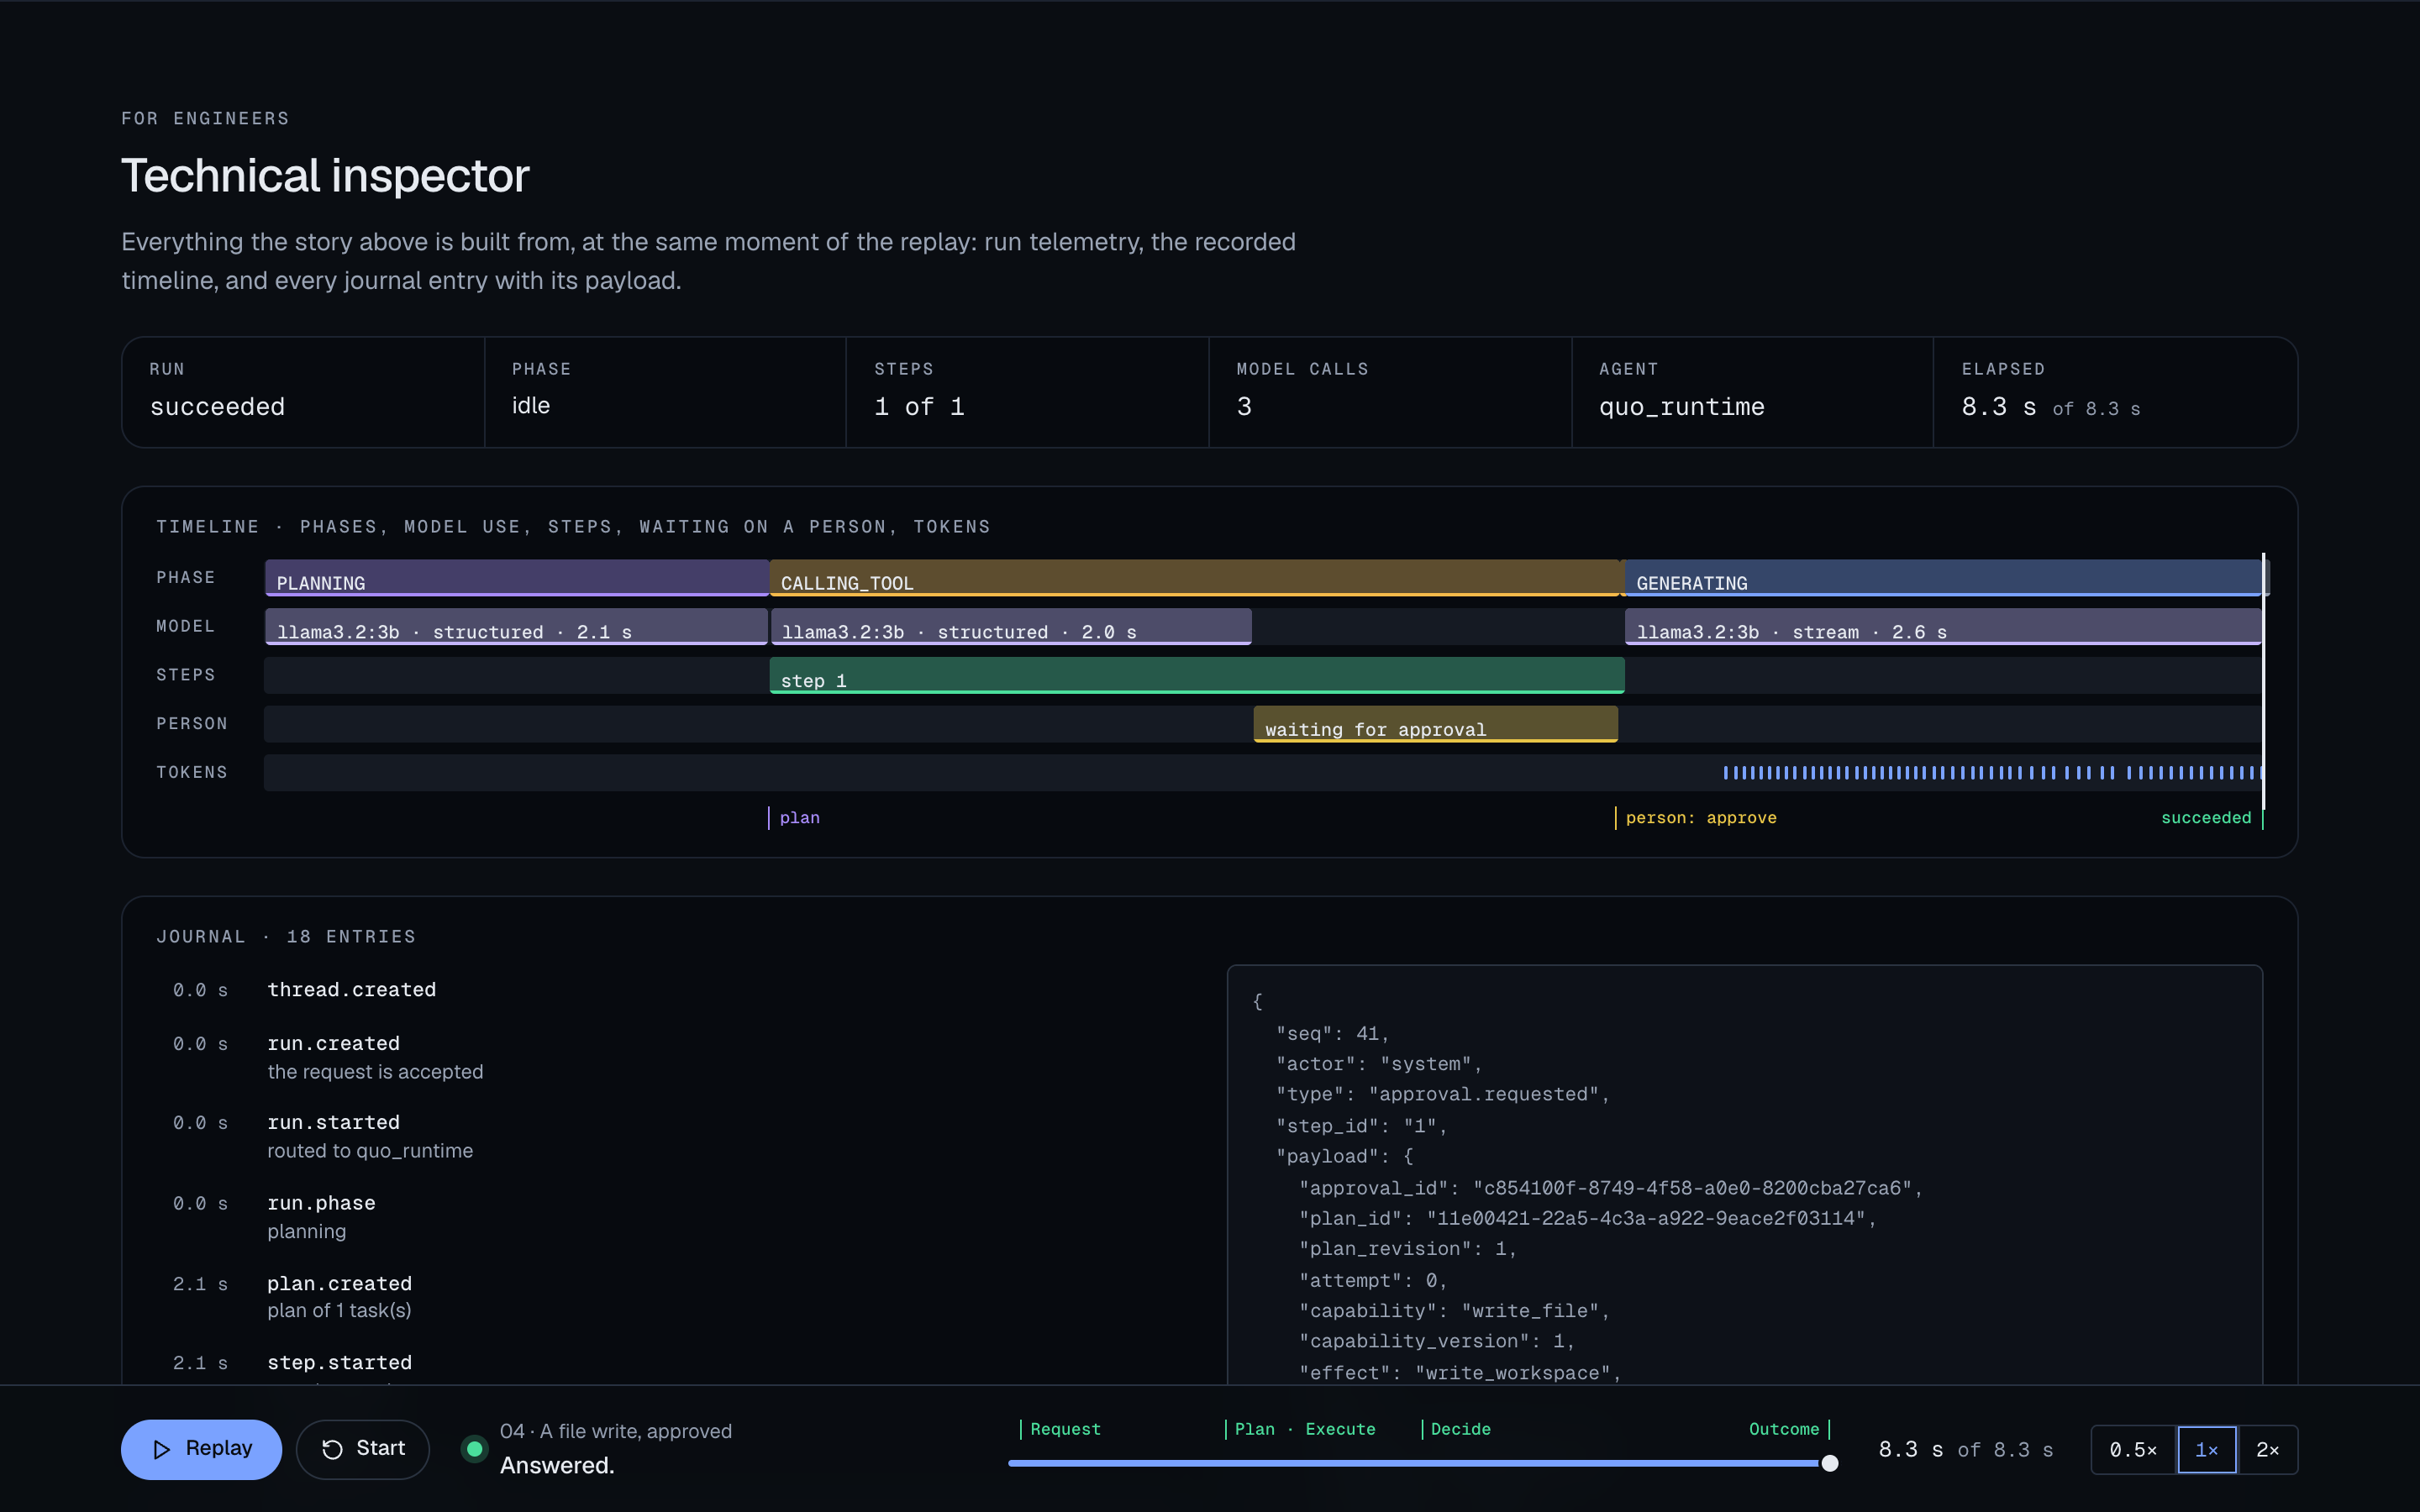 FOR ENGINEERS
Technical inspector
Everything the story above is built from, at the same moment of the replay: run telemetry, the recorded
timeline, and every journal entry with its payload.
RUN
succeeded
PHASE
idle
STEPS
1 of 1
MODEL CALLS
3
AGENT
quo_runtime
ELAPSED
8.3 s of 8.3 s
TIMELINE · PHASES, MODEL USE, STEPS, WAITING ON A PERSON, TOKENS
PHASE PLANNING CALLING_TOOL GENERATING
MODEL llama3.2:3b · structured · 2.1 s llama3.2:3b · structured · 2.0 s llama3.2:3b · stream · 2.6 s
STEPS step 1
PERSON waiting for approval
TOKENS
plan person: approve succeeded
JOURNAL · 18 ENTRIES
0.0 s thread.created
0.0 s run.created
the request is accepted
0.0 s run.started
routed to quo_runtime
0.0 s run.phase
planning
2.1 s plan.created
plan of 1 task(s)
2.1 s step.started
{
"seq": 41,
"actor": "system",
"type": "approval.requested",
"step_id": "1",
"payload": {
"approval_id": "c854100f-8749-4f58-a0e0-8200cba27ca6",
"plan_id": "11e00421-22a5-4c3a-a922-9eace2f03114",
"plan_revision": 1,
"attempt": 0,
"capability": "write_file",
"capability_version": 1,
"effect": "write_workspace",
Replay
Start
04 · A file write, approved
Answered.
Request Plan · Execute Decide Outcome
8.3 s of 8.3 s
0.5× 1× 2×